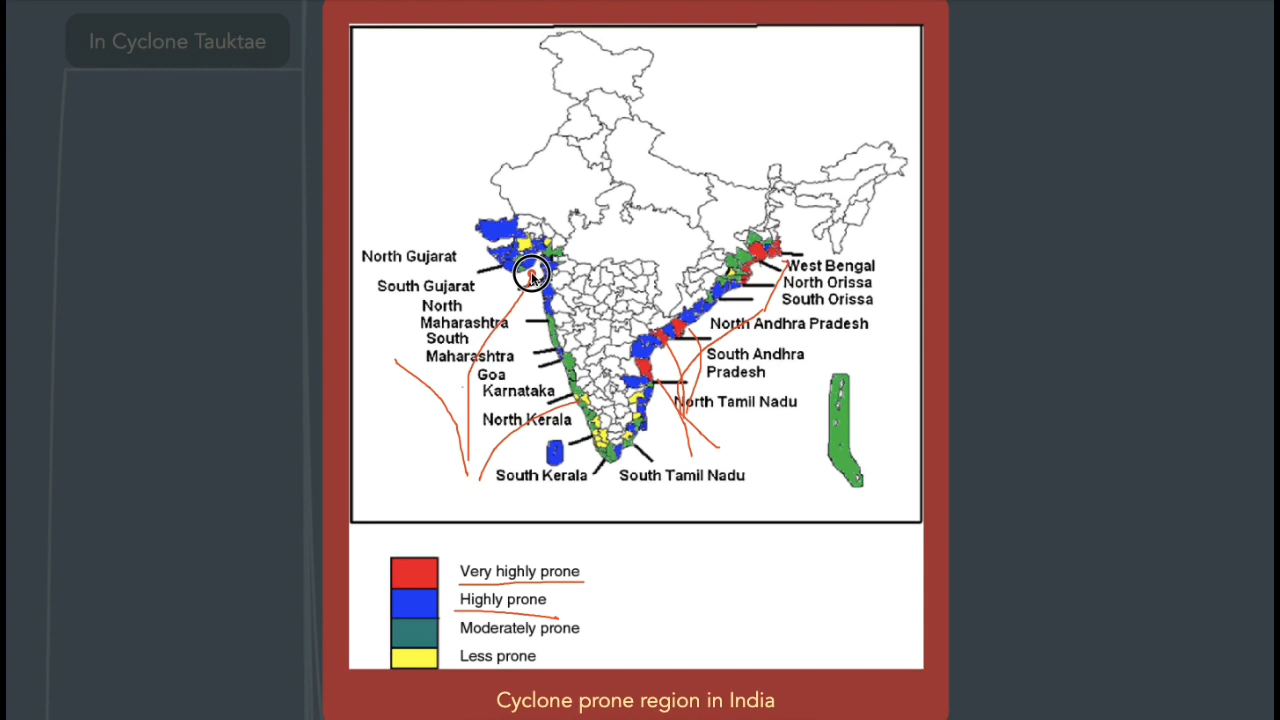 In Cyclone Tauktae
North Gujarat
South Gujarat
North
Maharashtra
South
Maharashtra
Goa
Karnataka
North Kerala
South Kerala
South Tamil Nadu
West Bengal
North Orissa
South Orissa
North Andhra Pradesh
South Andhra
Pradesh
North Tamil Nadu
Very highly prone
Highly prone
Moderately prone
Less prone
Cyclone prone region in India